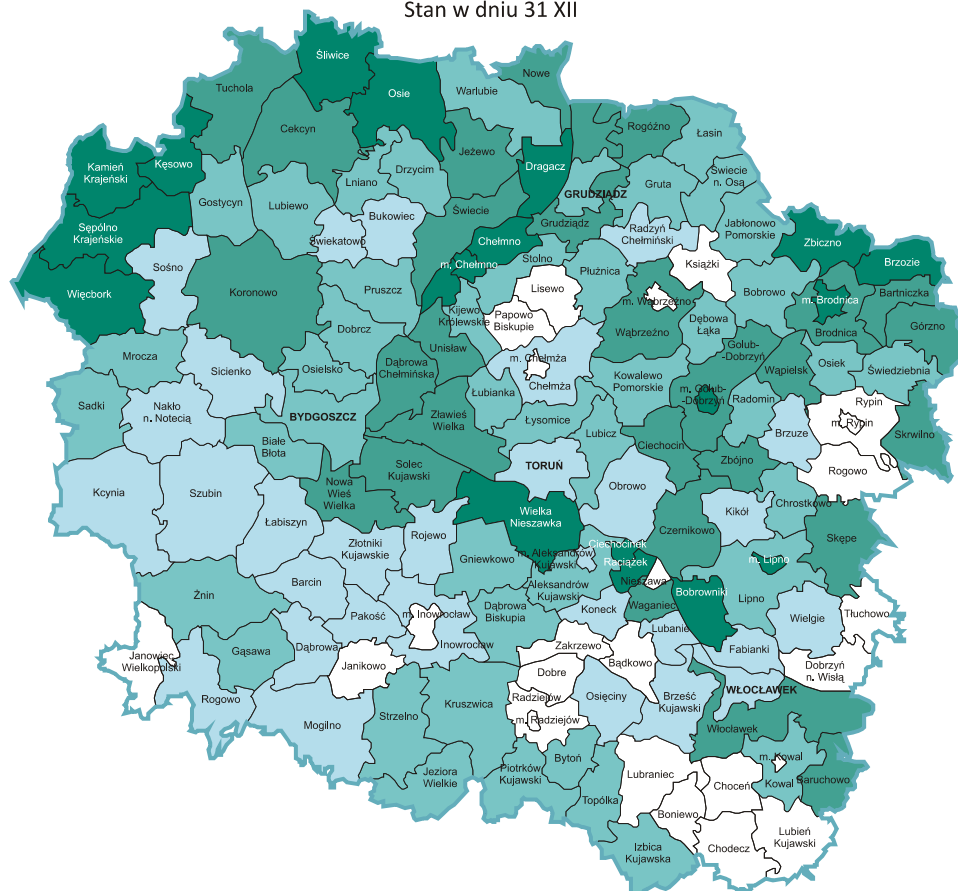 Stan w dniu 31 XII
Śliwice
Nowe
Tuchola
Osie
Warlubie
Cekcyn
Rogóźno
Łasin
Jeżewo
Kamień
Krajeński
Kęsowo
Dragacz
Drzycim
Lniano
Gruta
Świecie
n. Osą
Gostycyn
Lubiewo
GRUDZIĄDZ
Bukowiec
Świecie
Grudziądz
Jabłonowo
Pomorskie
Sępólno
Krajeńskie
Świekatowo
Chełmno
Radzyń
Chełmiński
Zbiczno
Sośno
m. Chełmno
Stolno
Płużnica
Książki
Brzozie
Więcbork
Koronowo
Pruszcz
Lisewo
m. Wąbrzeźno
Bobrowo
m. Brodnica
Bartniczka
Kijewo
Królewskie
Papowo
Biskupie
Dębowa
Łąka
Górzno
Dobrcz
Wąbrzeźno
Brodnica
Mrocza
Unisław
m. Chełmża
Golub-
-Dobrzyń
Osielsko
Dąbrowa
Chełmińska
Wąpielsk
Osiek
Świedziebnia
Sicienko
Chełmża
Kowalewo
Pomorskie
Łubianka
m. Golub-
-Dobrzyń
Radomin
Rypin
Sadki
Nakło
n. Notecią
BYDGOSZCZ
Zławieś
Wielka
Łysomice
m. Rypin
Lubicz
Brzuze
Skrwilno
Białe
Błota
Ciechocin
Zbójno
Rogowo
Solec
Kujawski
TORUŃ
Nowa
Wieś
Wielka
Obrowo
Kcynia
Szubin
Chrostkowo
Wielka
Nieszawka
Kikół
Łabiszyn
Rojewo
Czernikowo
Skępe
Złotniki
Kujawskie
Ciechocinek
m. Aleksandrów
Kujawski
Gniewkowo
Raciążek
m. Lipno
Nieszawa
Barcin
Aleksandrów
Kujawski
Bobrowniki
Żnin
Lipno
Dąbrowa
Biskupia
Koneck
Waganiec
Pakość
m. Inowrocław
Tłuchowo
Wielgie
Lubanie
Inowrocław
Dąbrowa
Zakrzewo
Fabianki
Gąsawa
Janowiec
Wielkopolski
Janikowo
Bądkowo
Dobrzyń
n. Wisłą
Dobre
WŁOCŁAWEK
Rogowo
Osięciny
Brześć
Kujawski
Radziejów
Kruszwica
Strzelno
Mogilno
m. Radziejów
Włocławek
Bytoń
m. Kowal
Piotrków
Kujawski
Jeziora
Wielkie
Lubraniec
Kowal
Baruchowo
Choceń
Topólka
Boniewo
Lubień
Kujawski
Izbica
Kujawska
Chodecz